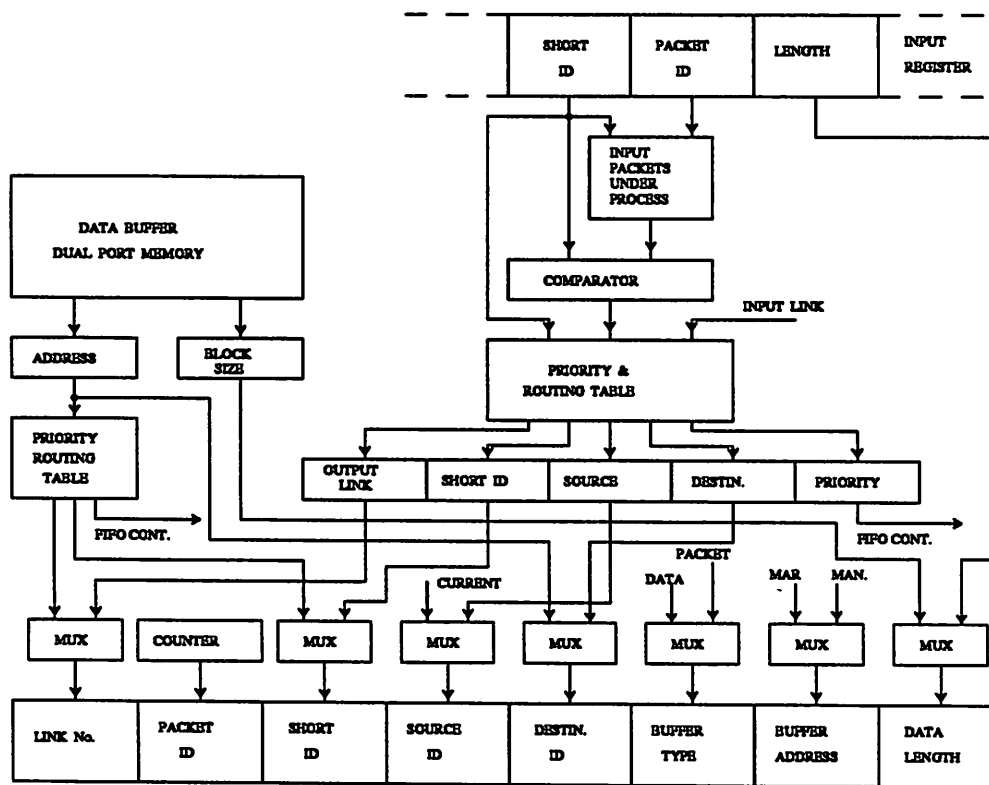 SHORT
ID
PACKET
ID
LENGTH
INPUT
REGISTER
INPUT
PACKETS
UNDER
PROCESS
DATA BUFFER
DUAL PORT MEMORY
COMPARATOR
INPUT LINK
ADDRESS
BLOCK
SIZE
PRIORITY &
ROUTING TABLE
PRIORITY
ROUTING
TABLE
OUTPUT
LINK
SHORT ID
SOURCE
DESTIN.
PRIORITY
FIFO CONT.
FIFO CONT.
PACKET
CURRENT
DATA
MAR
MAN.
MUX
COUNTER
MUX
MUX
MUX
MUX
MUX
MUX
LINK No.
PACKET
ID
SHORT
ID
SOURCE
ID
DESTIN.
ID
BUFFER
TYPE
BUFFER
ADDRESS
DATA
LENGTH